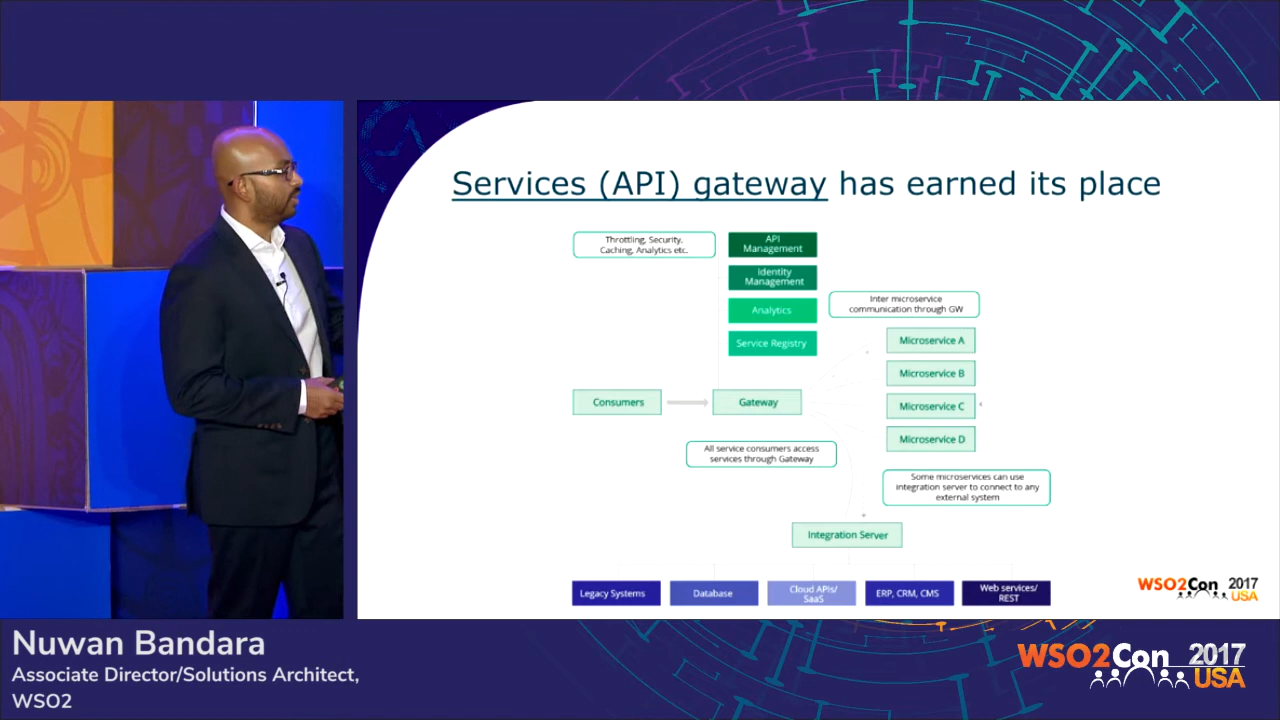 Services (API) gateway has earned its place
Throttling, Security,
Caching, Analytics etc.
API
Management
Identity
Management
Analytics
Service Registry
Inter microservice
communication through GW
Microservice A
Microservice B
Microservice C
Microservice D
Consumers
Gateway
All service consumers access
services through Gateway
Some microservices can use
integration server to connect to any
external system
Integration Server
Legacy Systems
Database
Cloud APIs/
SaaS
ERP, CRM, CMS
Web services/
REST
WSO2Con 2017
USA
Nuwan Bandara
Associate Director/Solutions Architect,
WSO2
WSO2Con 2017
USA